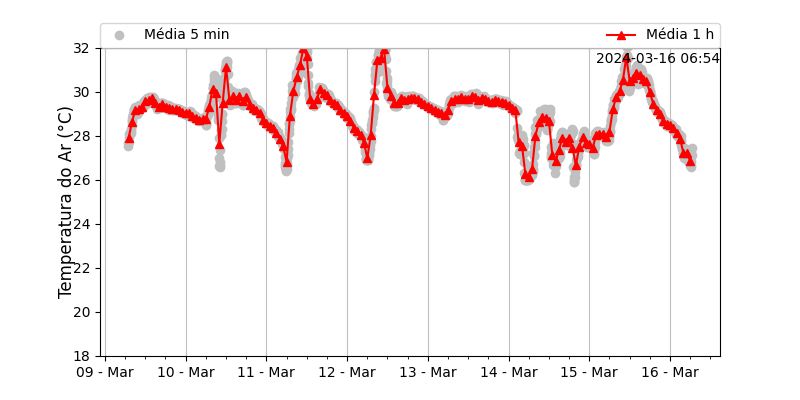 Média 5 min
Média 1 h
2024-03-16 06:54
Temperatura do Ar (°C)
32
30
28
26
24
22
20
18
09 - Mar
10 - Mar
11 - Mar
12 - Mar
13 - Mar
14 - Mar
15 - Mar
16 - Mar